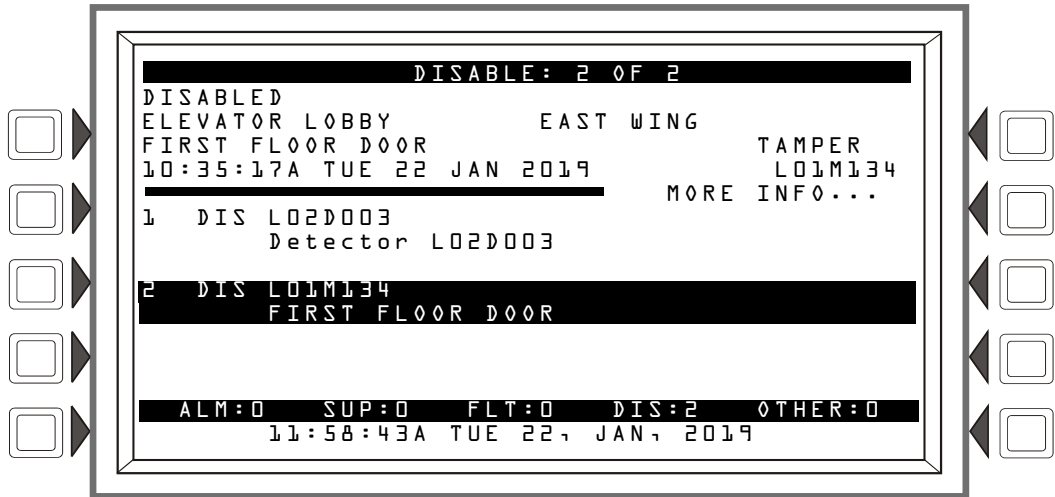 DISABLE: 2 OF 2
DISABLED
ELEVATOR LOBBY EAST WING
FIRST FLOOR DOOR TAMPER
10:35:17A TUE 22 JAN 2019 L01M134
MORE INFO...
1 DIS L02D003
Detector L02D003
2 DIS L01M134
FIRST FLOOR DOOR
ALM:0 SUP:0 FLT:0 DIS:2 OTHER:0
11:58:43A TUE 22, JAN, 2019